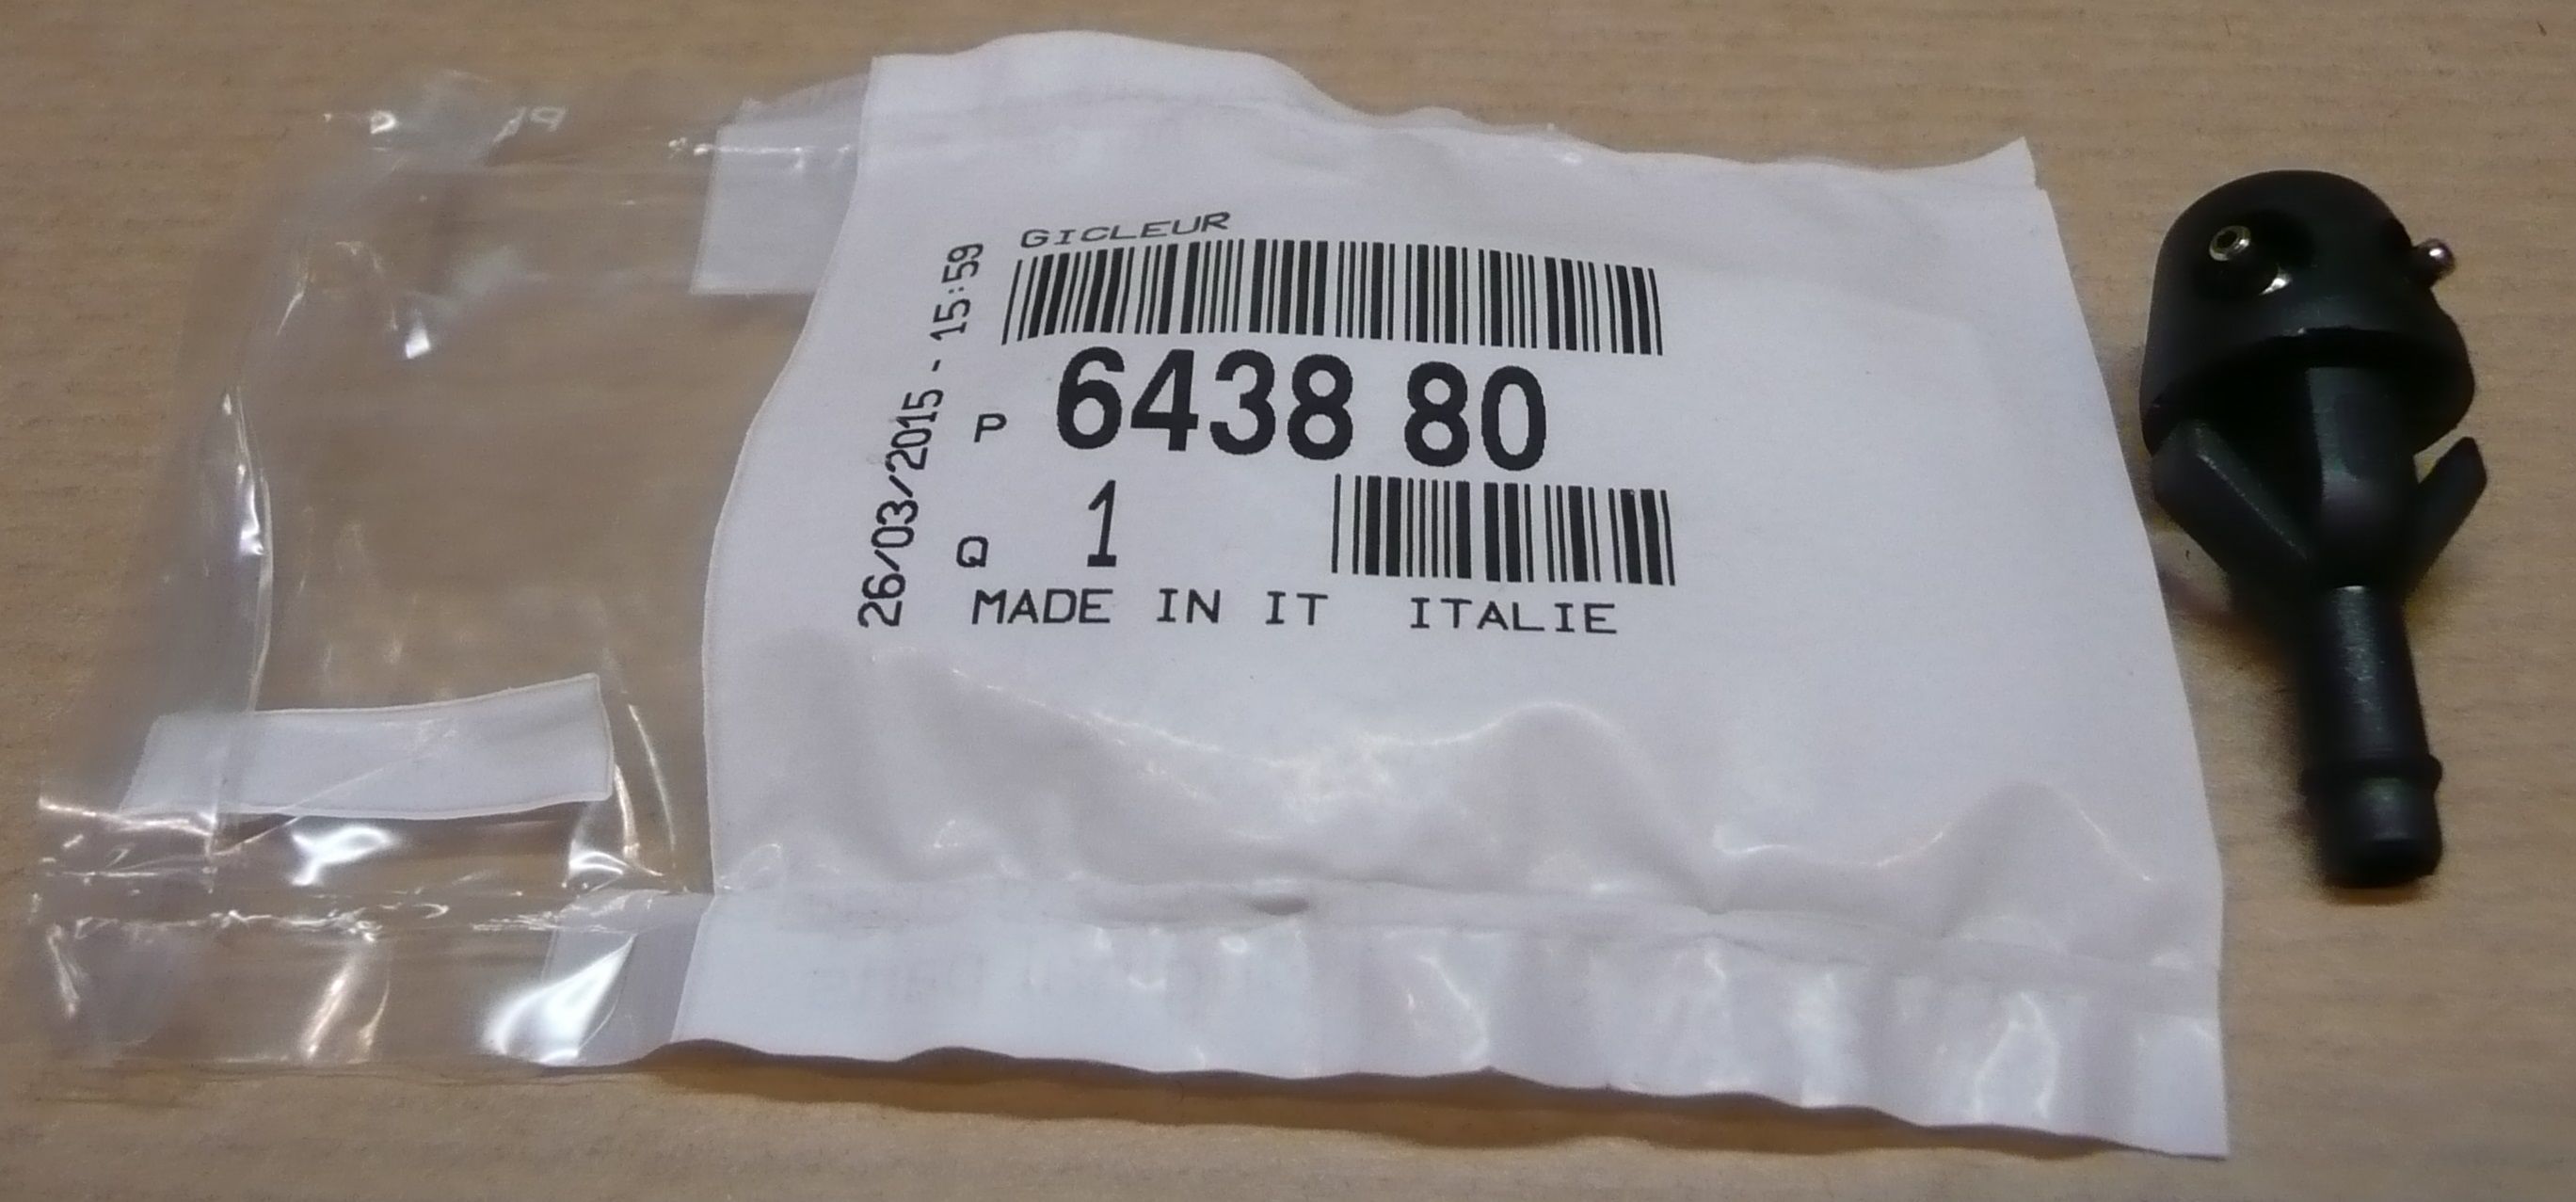 GICLEUR
26/03/2015 - 15:59
P 6438 80
Q 1
MADE IN IT ITALIE